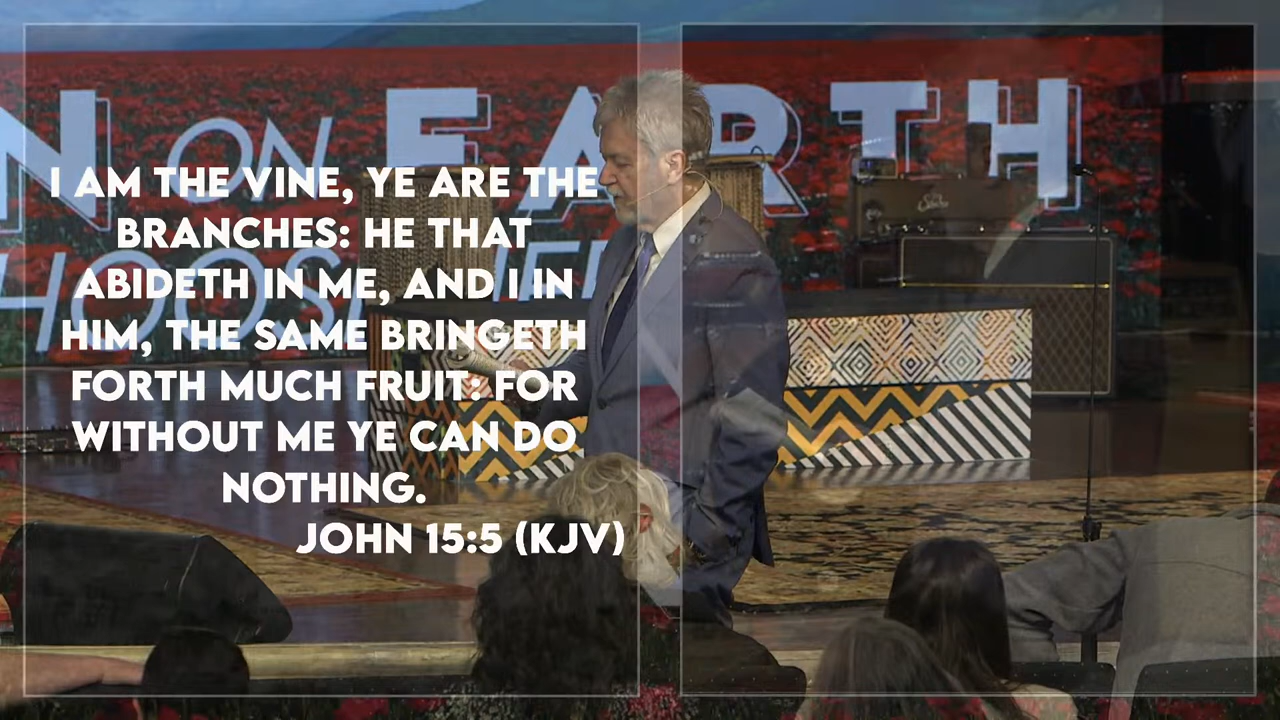 N ON EARTH
I AM THE VINE, YE ARE THE
BRANCHES: HE THAT
ABIDETH IN ME, AND I IN
HIM, THE SAME BRINGETH
FORTH MUCH FRUIT: FOR
WITHOUT ME YE CAN DO
NOTHING.
JOHN 15:5 (KJV)